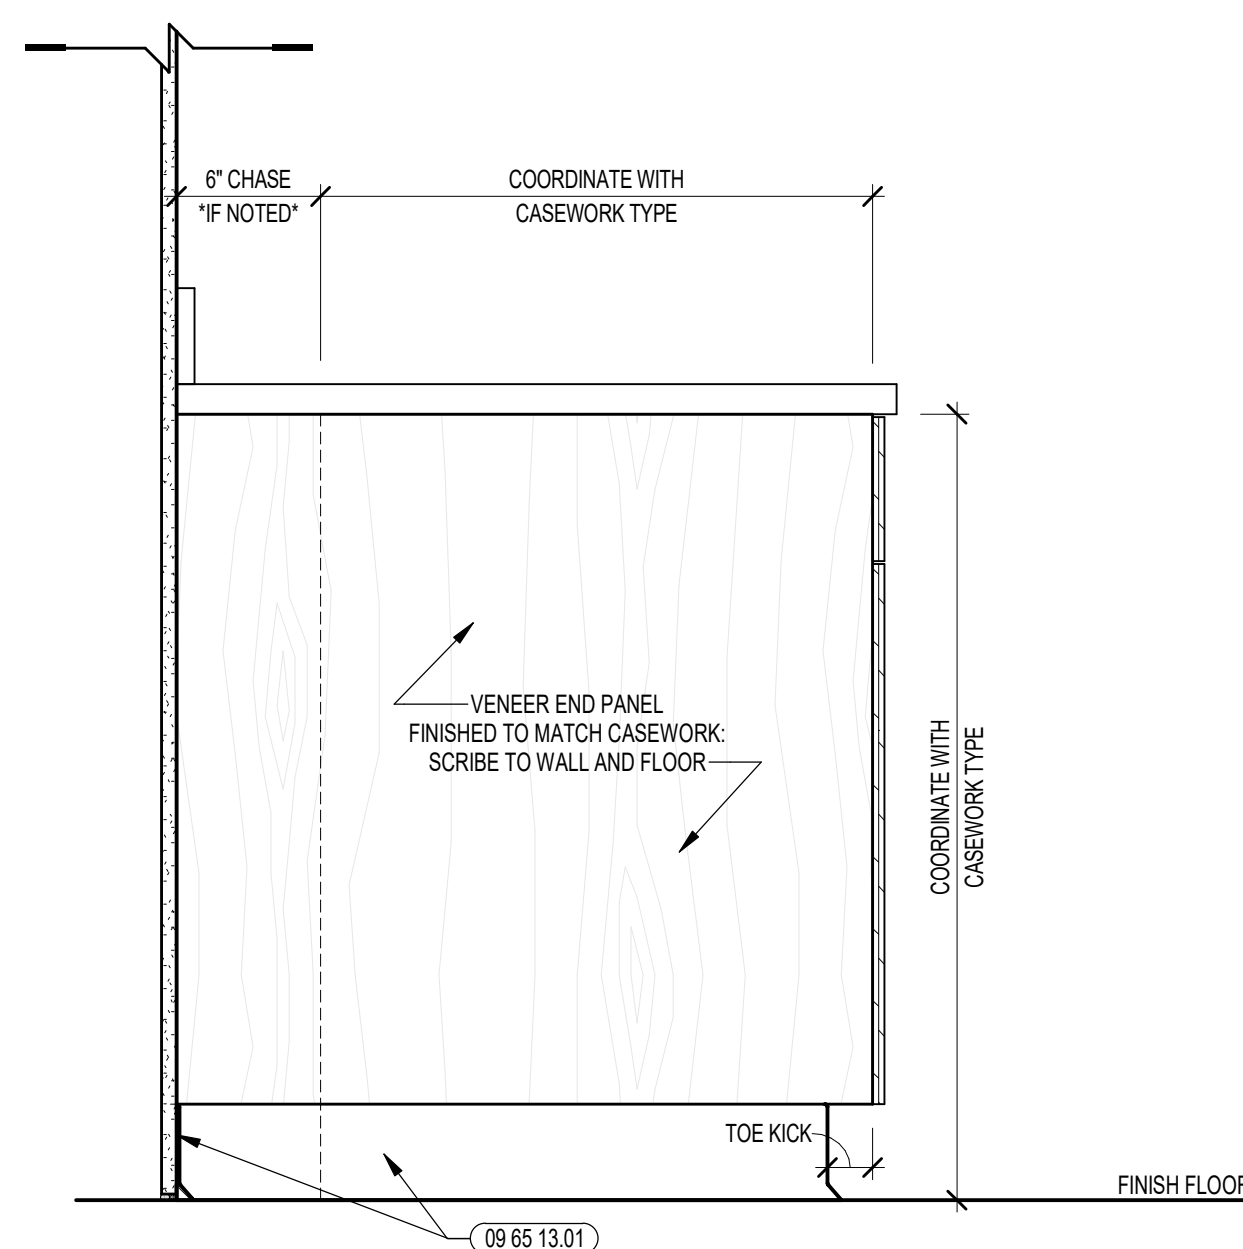 6" CHASE
*IF NOTED*
COORDINATE WITH
CASEWORK TYPE
VENEER END PANEL
FINISHED TO MATCH CASEWORK:
SCRIBE TO WALL AND FLOOR
COORDINATE WITH
CASEWORK TYPE
TOE KICK
FINISH FLOOR
09 65 13.01